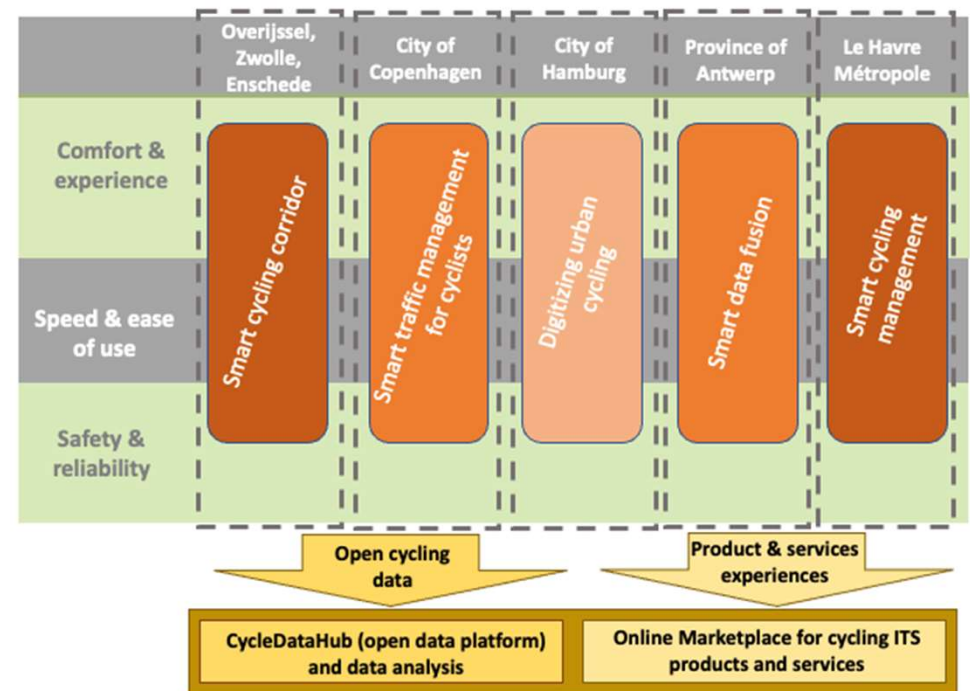 Overijssel,
Zwolle,
Enschede
City of
Copenhagen
City of
Hamburg
Province of
Antwerp
Le Havre
Métropole
Comfort &
experience
Speed & ease
of use
Safety &
reliability
Smart cycling corridor
Smart traffic management
for cyclists
Digitizing urban
cycling
Smart data fusion
Smart cycling
management
Open cycling
data
Product & services
experiences
CycleDataHub (open data platform)
and data analysis
Online Marketplace for cycling ITS
products and services